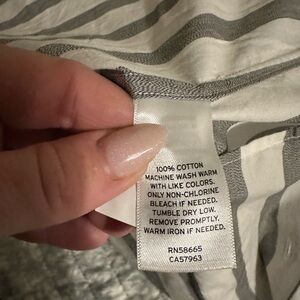 100% COTTON
MACHINE WASH WARM
WITH LIKE COLORS.
ONLY NON-CHLORINE
BLEACH IF NEEDED.
TUMBLE DRY LOW.
REMOVE PROMPTLY.
WARM IRON IF NEEDED.
RN58665
CA57963